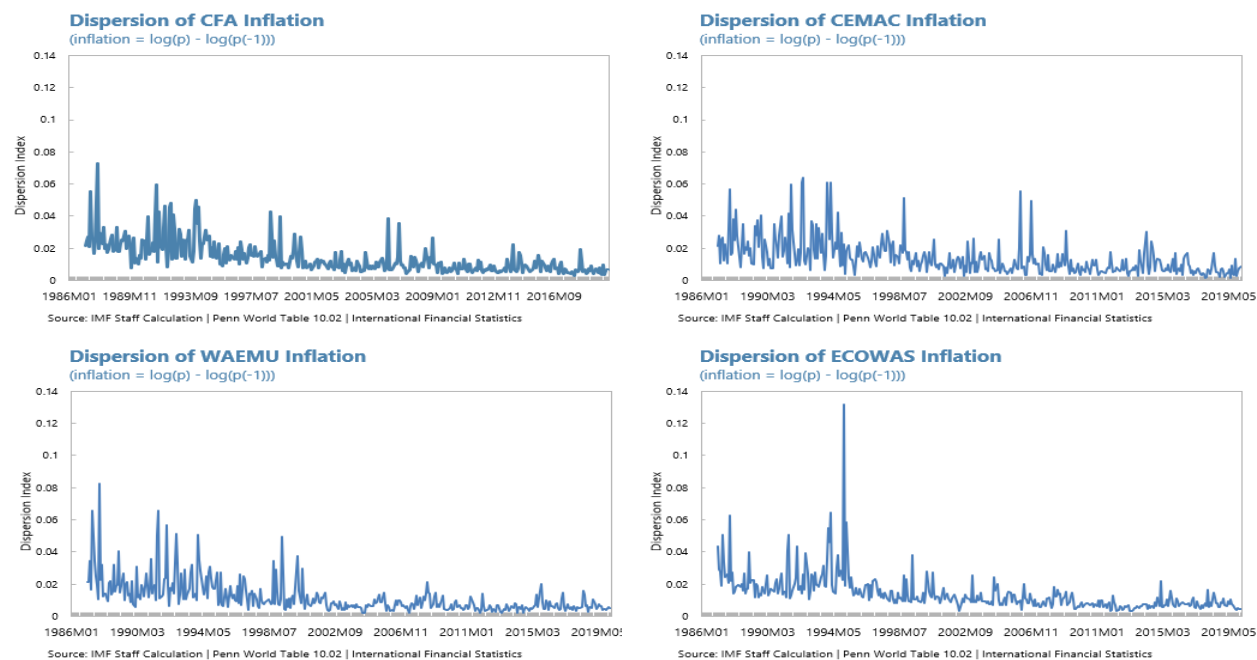 Dispersion of CFA Inflation
(inflation = log(p) - log(p(-1)))
0.14
0.12
0.1
0.08
0.06
0.04
0.02
0
Dispersion Index
1986M01 1989M11 1993M09 1997M07 2001M05 2005M03 2009M01 2012M11 2016M09
Source: IMF Staff Calculation | Penn World Table 10.02 | International Financial Statistics
Dispersion of CEMAC Inflation
(inflation = log(p) - log(p(-1)))
0.14
0.12
0.1
0.08
0.06
0.04
0.02
0
Dispersion Index
1986M01 1990M03 1994M05 1998M07 2002M09 2006M11 2011M01 2015M03 2019M05
Source: IMF Staff Calculation | Penn World Table 10.02 | International Financial Statistics
Dispersion of WAEMU Inflation
(inflation = log(p) - log(p(-1)))
0.14
0.12
0.1
0.08
0.06
0.04
0.02
0
Dispersion Index
1986M01 1990M03 1994M05 1998M07 2002M09 2006M11 2011M01 2015M03 2019M05
Source: IMF Staff Calculation | Penn World Table 10.02 | International Financial Statistics
Dispersion of ECOWAS Inflation
(inflation = log(p) - log(p(-1)))
0.14
0.12
0.1
0.08
0.06
0.04
0.02
0
Dispersion Index
1986M01 1990M03 1994M05 1998M07 2002M09 2006M11 2011M01 2015M03 2019M05
Source: IMF Staff Calculation | Penn World Table 10.02 | International Financial Statistics